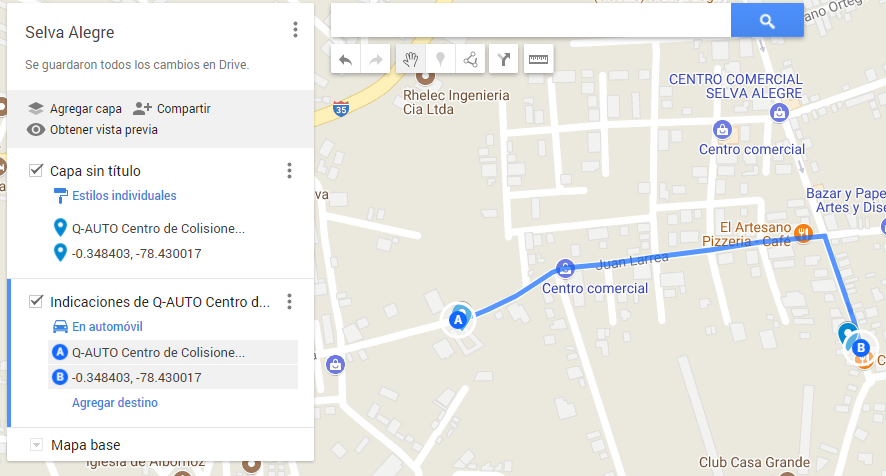 Selva Alegre
Se guardaron todos los cambios en Drive.
Agregar capa
Compartir
Obtener vista previa
Capa sin título
Estilos individuales
Q-AUTO Centro de Colisione...
-0.348403, -78.430017
Indicaciones de Q-AUTO Centro d...
En automóvil
A
Q-AUTO Centro de Colisione...
B
-0.348403, -78.430017
Agregar destino
Mapa base
ano Ortega
Rhelec Ingeniería
Cia Ltda
35
CENTRO COMERCIAL
SELVA ALEGRE
Centro comercial
va
Bazar y Pape
Artes y Dise
El Artesano
Pizzeria - Café
Juan Larrea
Centro comercial
A
B
C
Iglesia de Albornoz
Club Casa Grande